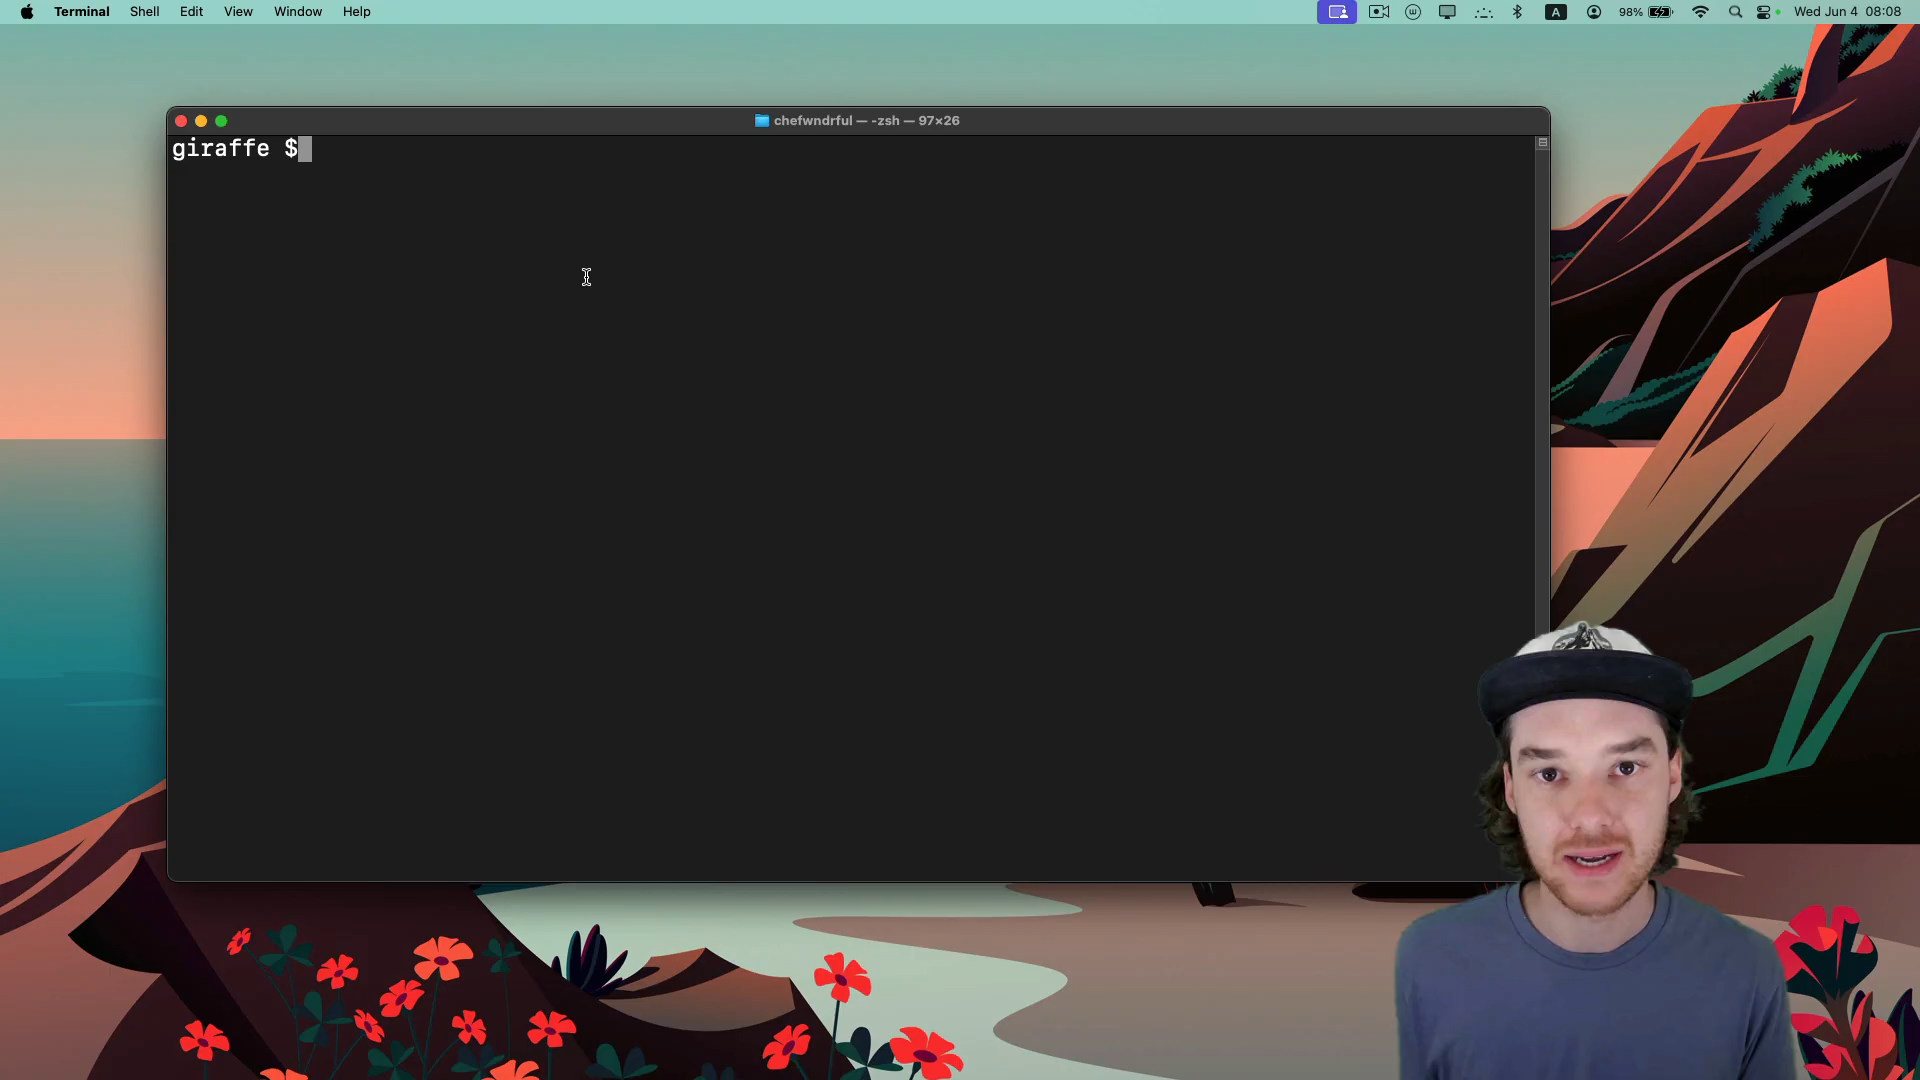 Terminal Shell Edit View Window Help A 98% Wed Jun 4 08:08
chefwndrful — -zsh — 97×26
giraffe $